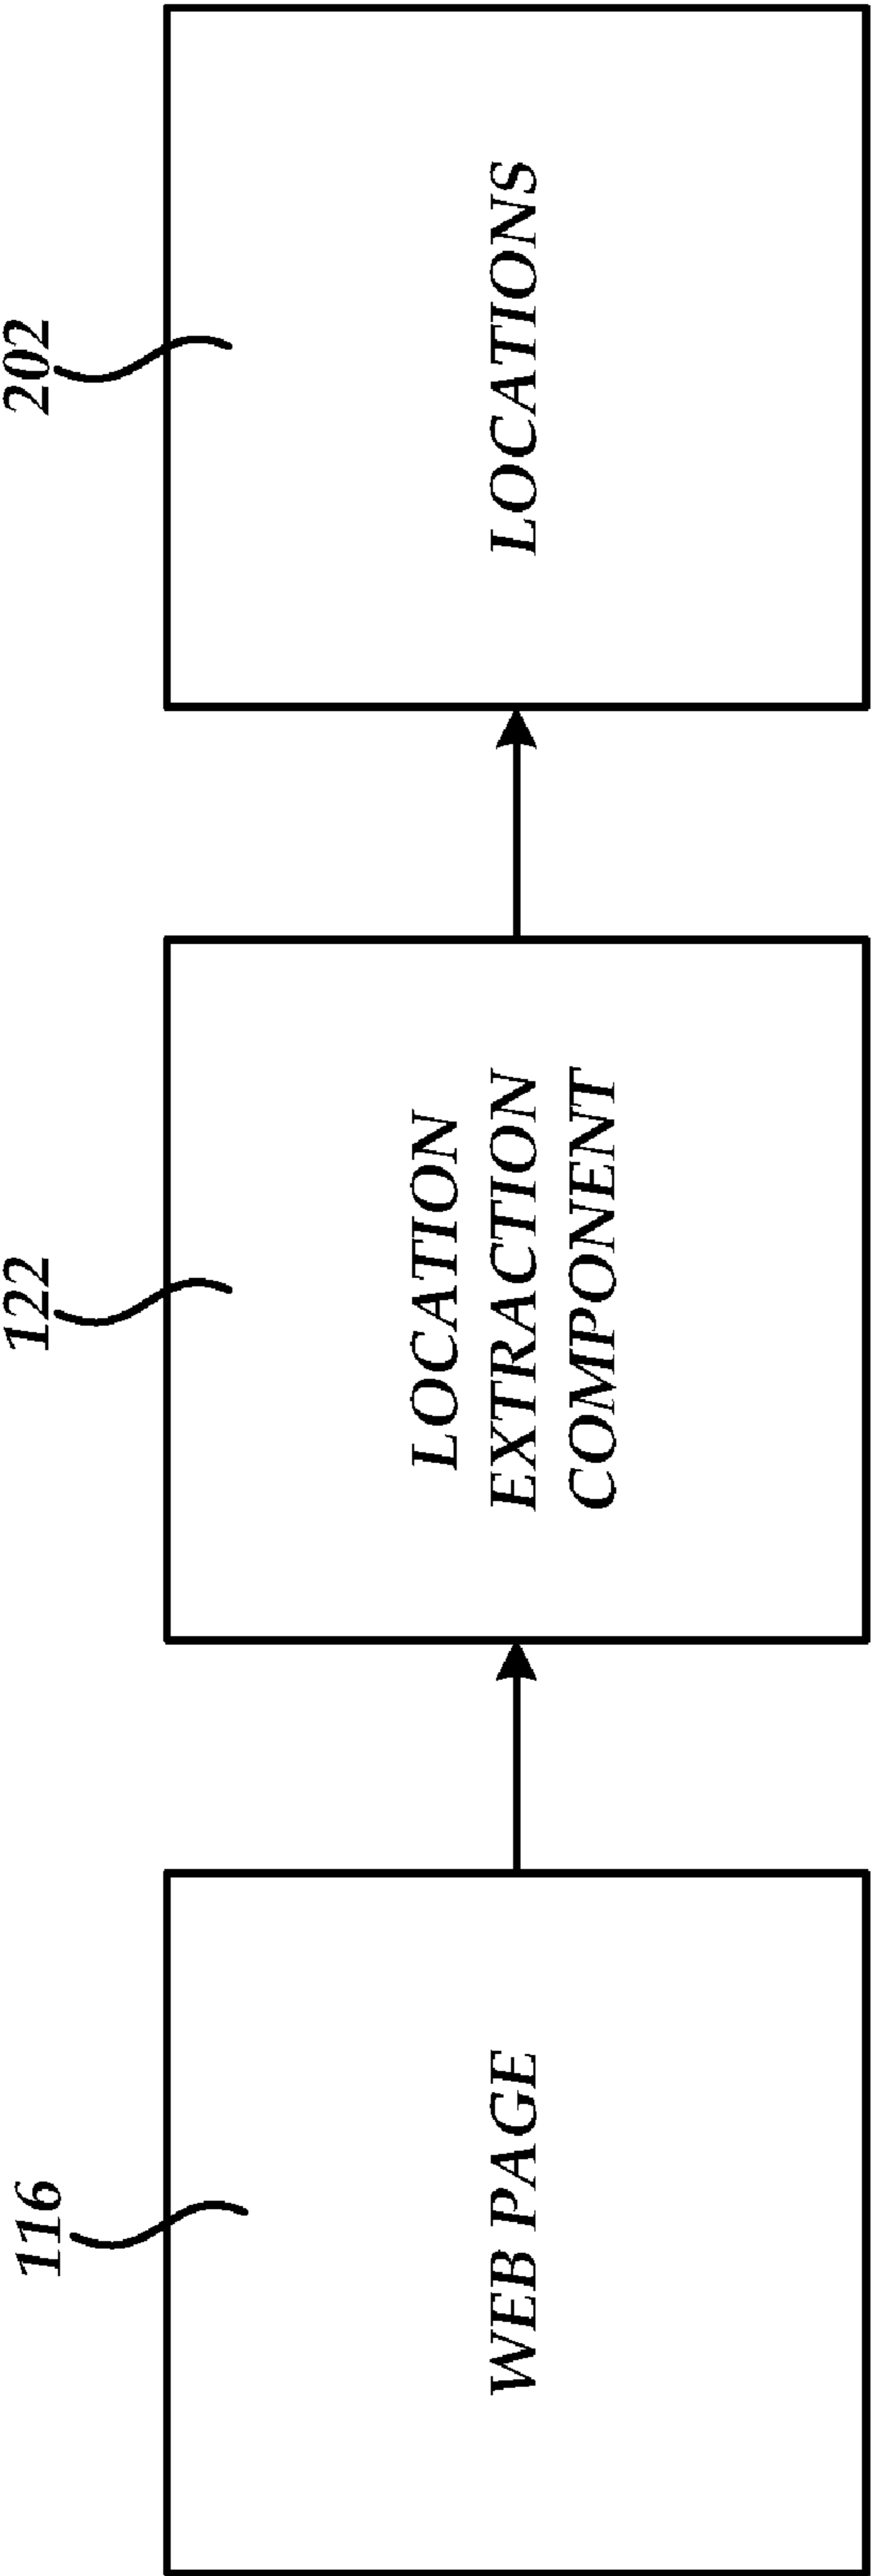 116
WEB PAGE
122
LOCATION
EXTRACTION
COMPONENT
202
LOCATIONS